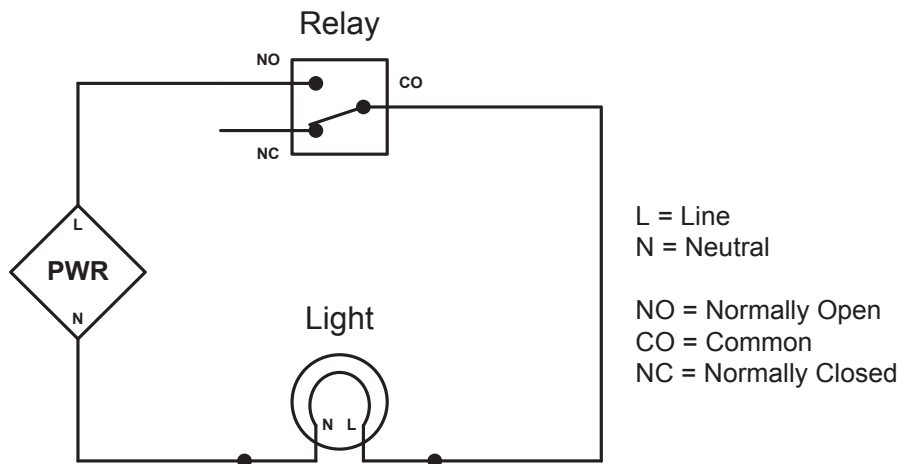 Relay
NO
CO
NC
L
PWR
N
L = Line
N = Neutral
NO = Normally Open
CO = Common
NC = Normally Closed
Light
N L